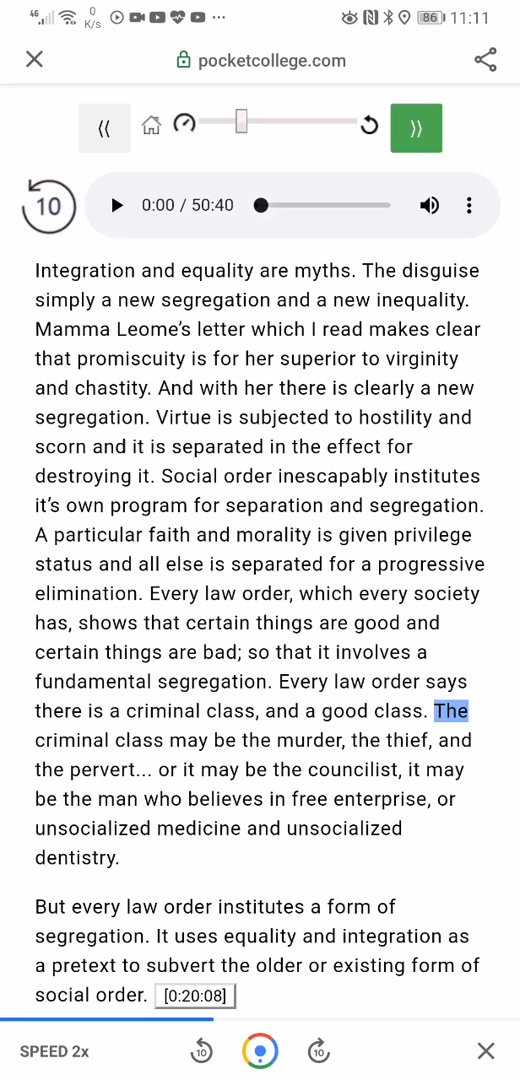 46 0 K/s 86 11:11
pocketcollege.com
⟨⟨ ⟩⟩
10 0:00 / 50:40
Integration and equality are myths. The disguise
simply a new segregation and a new inequality.
Mamma Leome’s letter which I read makes clear
that promiscuity is for her superior to virginity
and chastity. And with her there is clearly a new
segregation. Virtue is subjected to hostility and
scorn and it is separated in the effect for
destroying it. Social order inescapably institutes
it’s own program for separation and segregation.
A particular faith and morality is given privilege
status and all else is separated for a progressive
elimination. Every law order, which every society
has, shows that certain things are good and
certain things are bad; so that it involves a
fundamental segregation. Every law order says
there is a criminal class, and a good class. The
criminal class may be the murder, the thief, and
the pervert... or it may be the councilist, it may
be the man who believes in free enterprise, or
unsocialized medicine and unsocialized
dentistry.
But every law order institutes a form of
segregation. It uses equality and integration as
a pretext to subvert the older or existing form of
social order. [0:20:08]
SPEED 2x 10 10